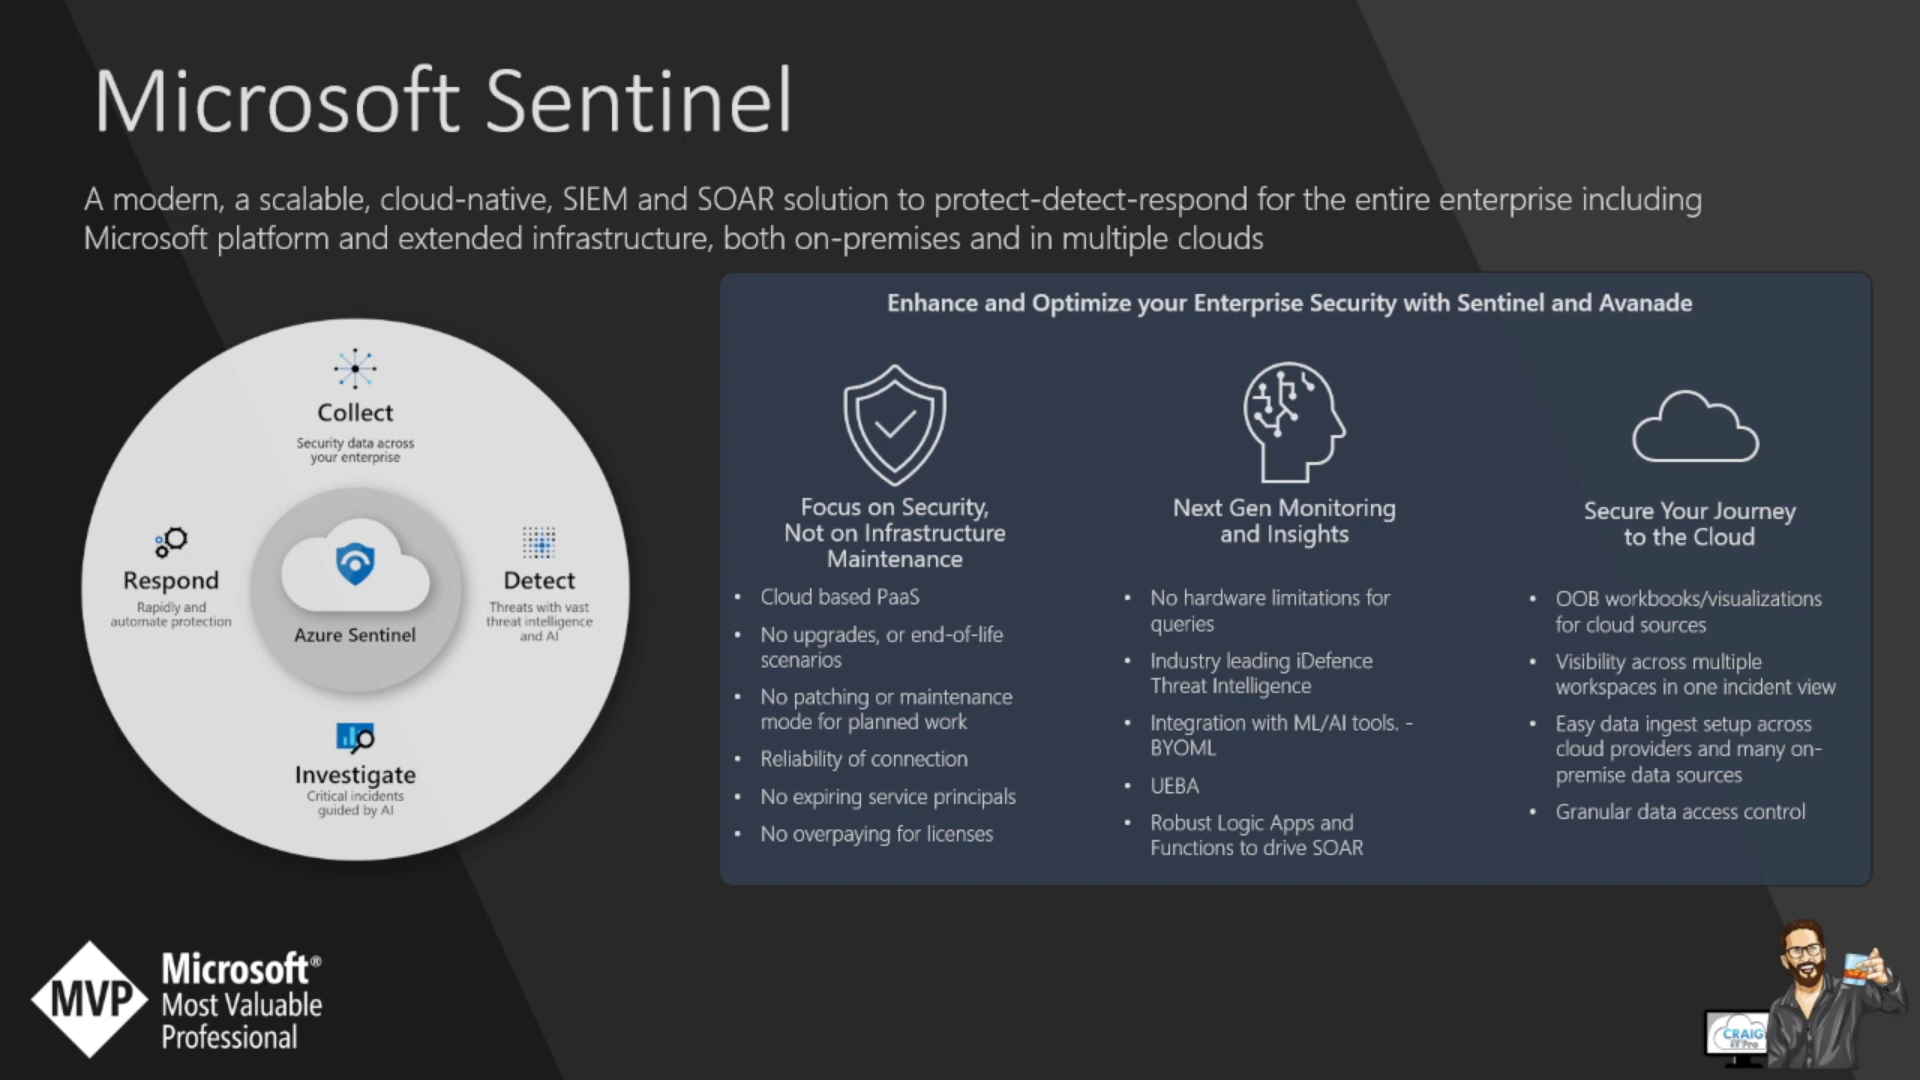 Microsoft Sentinel
A modern, a scalable, cloud-native, SIEM and SOAR solution to protect-detect-respond for the entire enterprise including
Microsoft platform and extended infrastructure, both on-premises and in multiple clouds
Collect
Security data across
your enterprise
Respond
Rapidly and
automate protection
Azure Sentinel
Detect
Threats with vast
threat intelligence
and AI
Investigate
Critical incidents
guided by AI
Enhance and Optimize your Enterprise Security with Sentinel and Avanade
Focus on Security,
Not on Infrastructure
Maintenance
• Cloud based PaaS
• No upgrades, or end-of-life
scenarios
• No patching or maintenance
mode for planned work
• Reliability of connection
• No expiring service principals
• No overpaying for licenses
Next Gen Monitoring
and Insights
• No hardware limitations for
queries
• Industry leading iDefence
Threat Intelligence
• Integration with ML/AI tools. -
BYOML
• UEBA
• Robust Logic Apps and
Functions to drive SOAR
Secure Your Journey
to the Cloud
• OOB workbooks/visualizations
for cloud sources
• Visibility across multiple
workspaces in one incident view
• Easy data ingest setup across
cloud providers and many on-
premise data sources
• Granular data access control
MVP
Microsoft®
Most Valuable
Professional
CRAIG
IT Pro